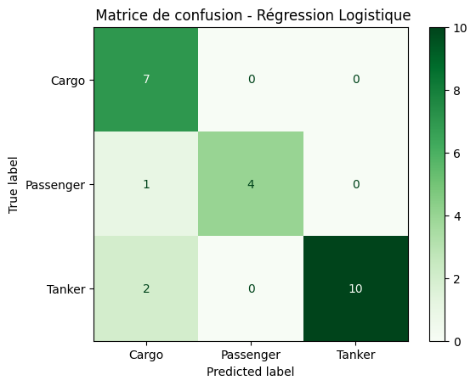 Matrice de confusion - Régression Logistique
True label
Cargo
7 0 0
Passenger
1 4 0
Tanker
2 0 10
Cargo Passenger Tanker
Predicted label
10
8
6
4
2
0